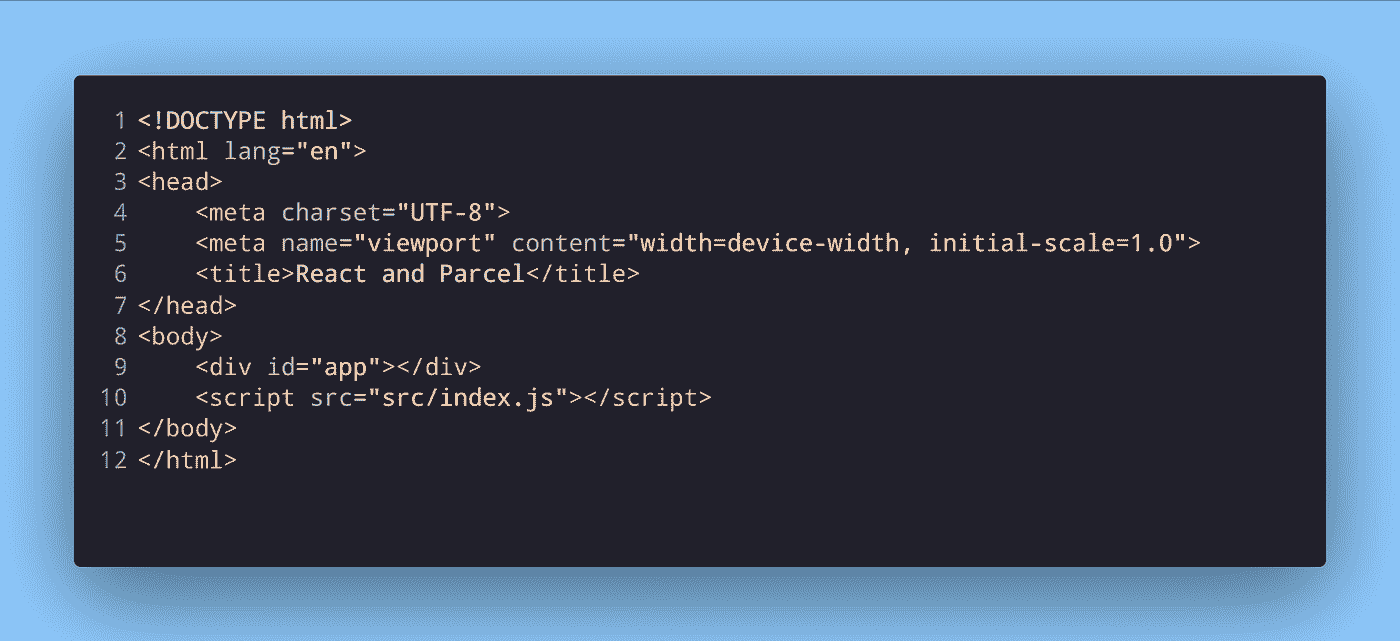 1 <!DOCTYPE html>
2 <html lang="en">
3 <head>
4     <meta charset="UTF-8">
5     <meta name="viewport" content="width=device-width, initial-scale=1.0">
6     <title>React and Parcel</title>
7 </head>
8 <body>
9     <div id="app"></div>
10     <script src="src/index.js"></script>
11 </body>
12 </html>